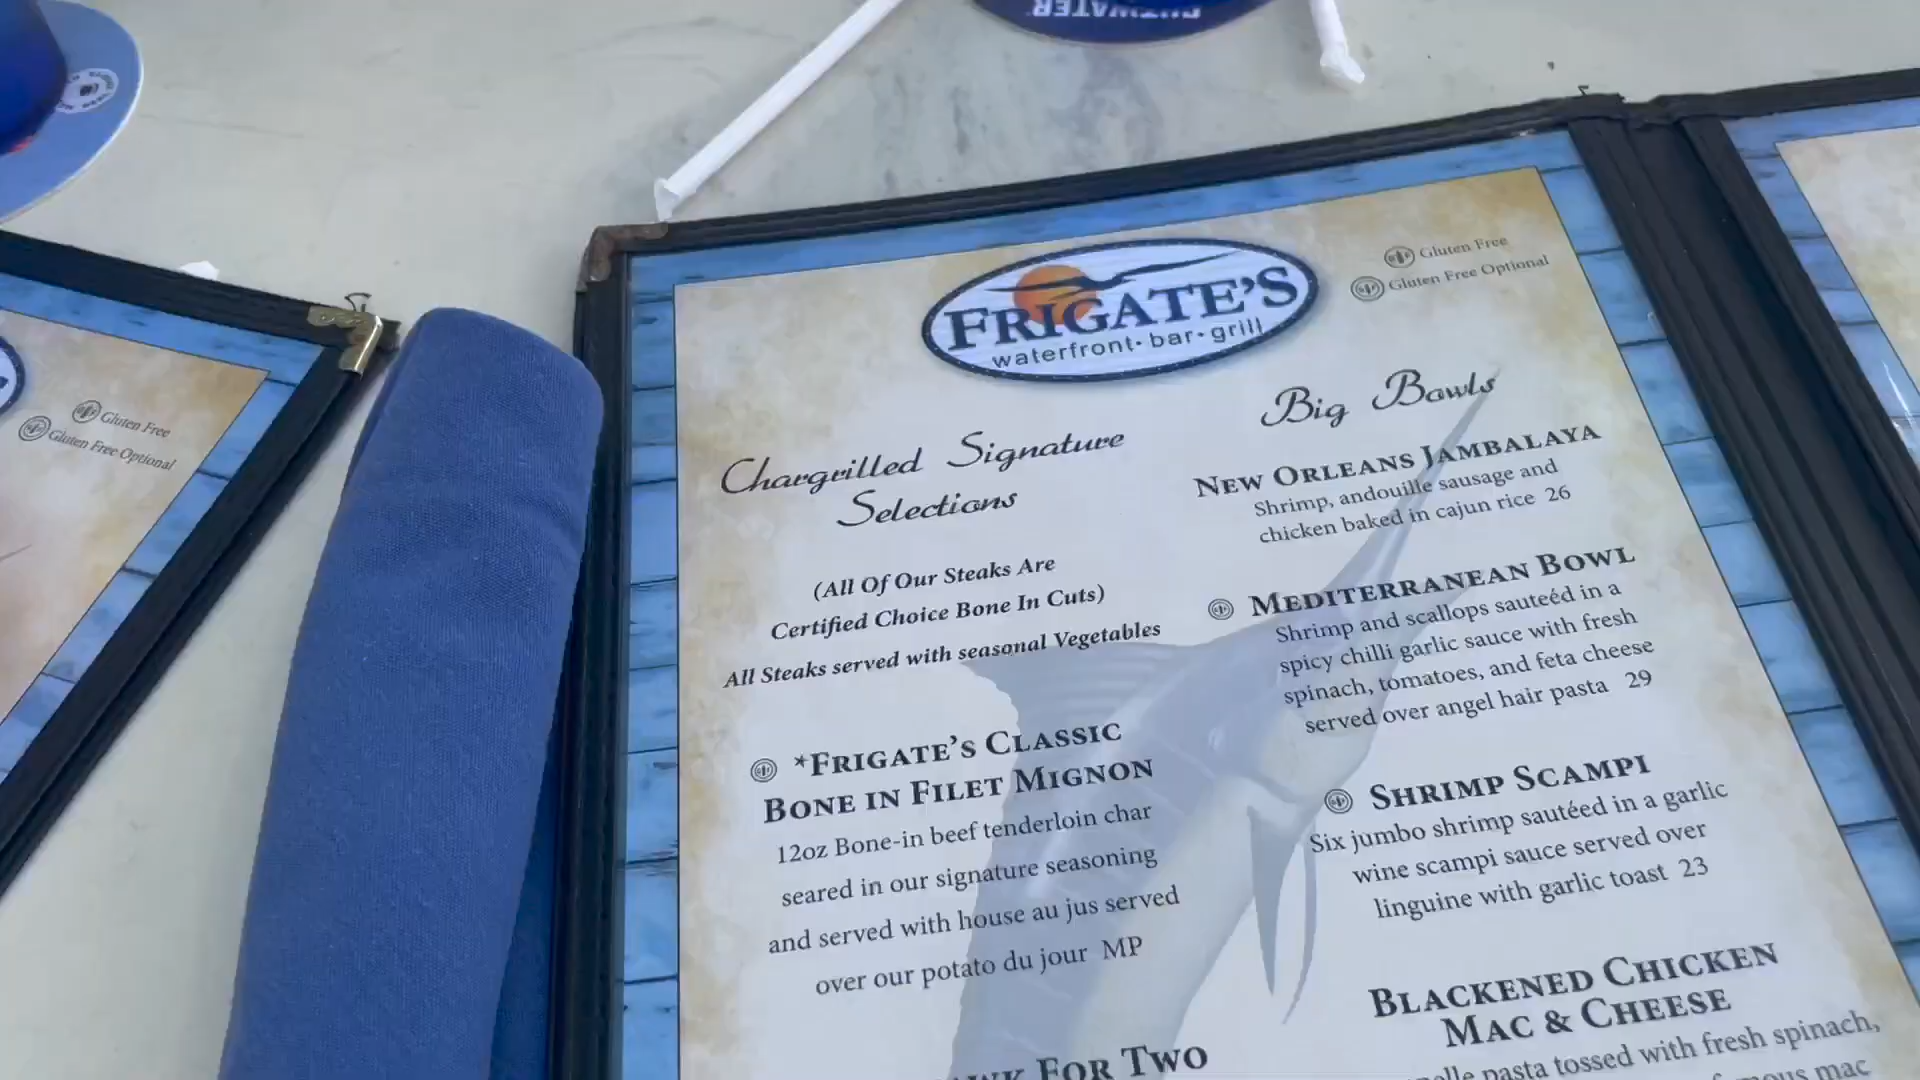 Gluten Free
Gluten Free Optional
FRIGATE'S
waterfront • bar • grill
Gluten Free
Gluten Free Optional
Chargrilled Signature
Selections
(All Of Our Steaks Are
Certified Choice Bone In Cuts)
All Steaks served with seasonal Vegetables
*FRIGATE'S CLASSIC
BONE IN FILET MIGNON
12oz Bone-in beef tenderloin char
seared in our signature seasoning
and served with house au jus served
over our potato du jour MP
FOR TWO
Big Bowls
NEW ORLEANS JAMBALAYA
Shrimp, andouille sausage and
chicken baked in cajun rice 26
MEDITERRANEAN BOWL
Shrimp and scallops sauteéd in a
spicy chilli garlic sauce with fresh
spinach, tomatoes, and feta cheese
served over angel hair pasta 29
SHRIMP SCAMPI
Six jumbo shrimp sautéed in a garlic
wine scampi sauce served over
linguine with garlic toast 23
BLACKENED CHICKEN
MAC & CHEESE
pasta tossed with fresh spinach,
mac